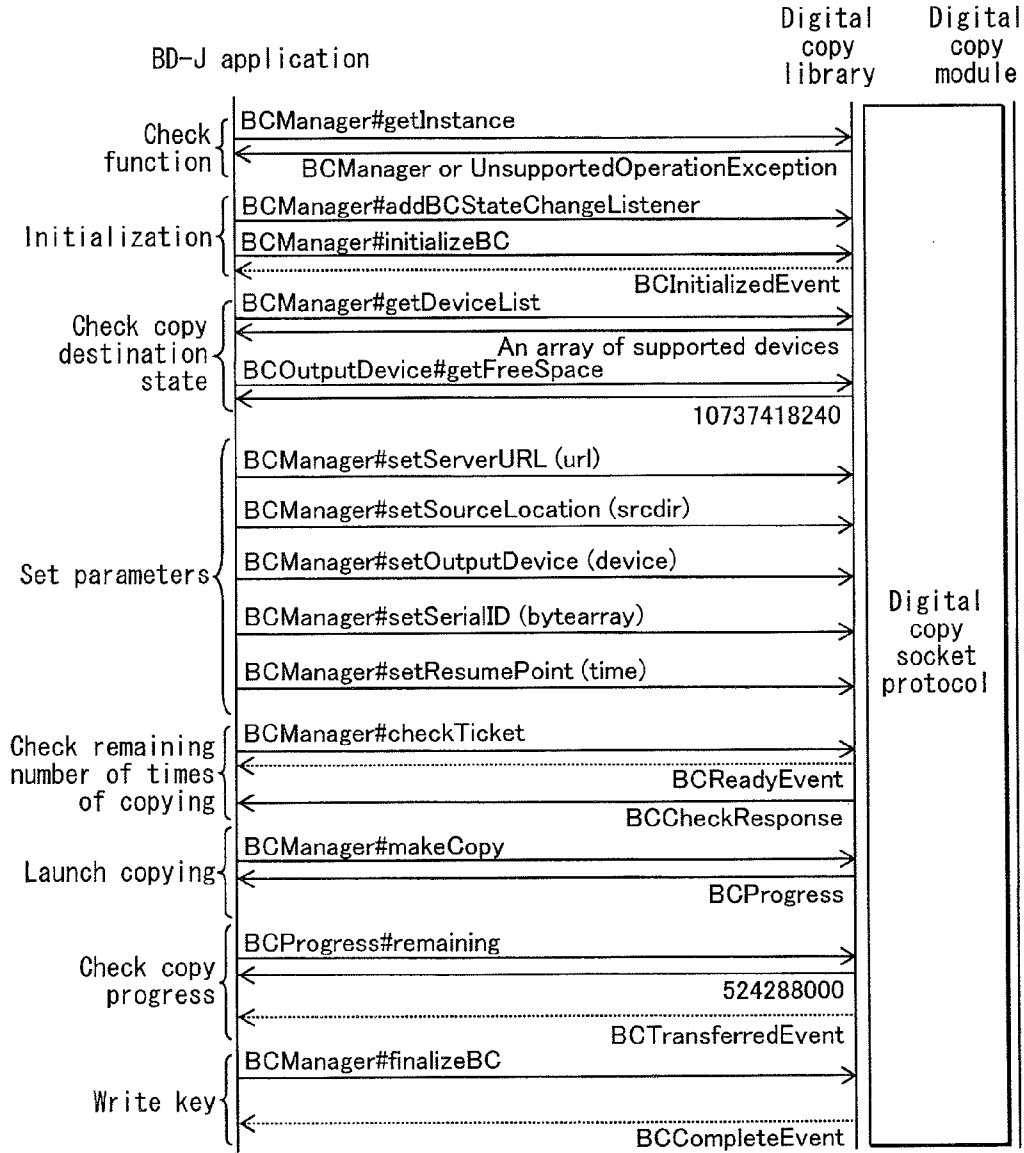 BD-J application
Digital
copy
library
Digital
copy
module
Check
function
BCManager#getInstance
BCManager or UnsupportedOperationException
Initialization
BCManager#addBCStateChangeListener
BCManager#initializeBC
BCInitializedEvent
Check copy
destination
state
BCManager#getDeviceList
An array of supported devices
BCOutputDevice#getFreeSpace
10737418240
Set parameters
BCManager#setServerURL (url)
BCManager#setSourceLocation (srcdir)
BCManager#setOutputDevice (device)
BCManager#setSerialID (bytearray)
BCManager#setResumePoint (time)
Digital
copy
socket
protocol
Check remaining
number of times
of copying
BCManager#checkTicket
BCReadyEvent
BCCheckResponse
Launch copying
BCManager#makeCopy
BCProgress
Check copy
progress
BCProgress#remaining
524288000
BCTransferredEvent
Write key
BCManager#finalizeBC
BCCompleteEvent